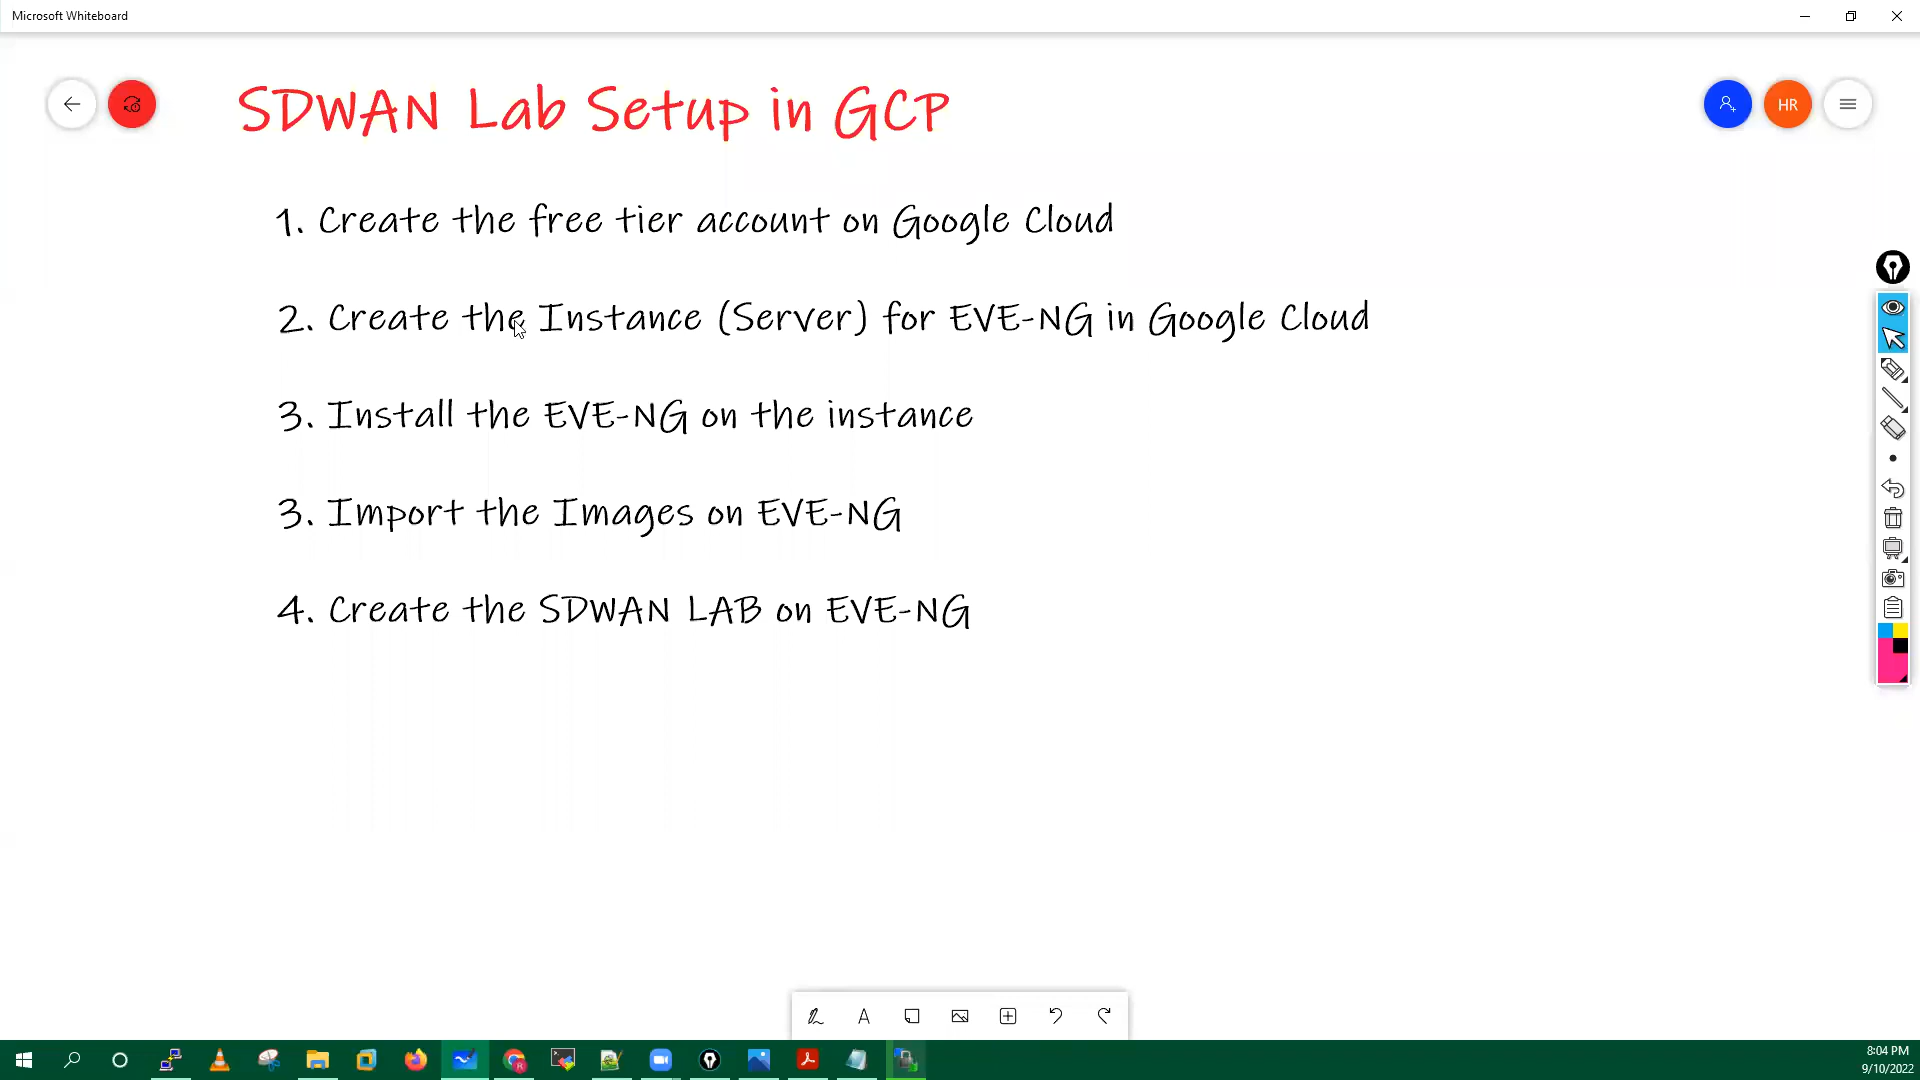 Microsoft Whiteboard
SDWAN Lab Setup in GCP
HR
1. Create the free tier account on Google Cloud
2. Create the Instance (Server) for EVE-NG in Google Cloud
3. Install the EVE-NG on the instance
3. Import the Images on EVE-NG
4. Create the SDWAN LAB on EVE-NG
8:04 PM
9/10/2022